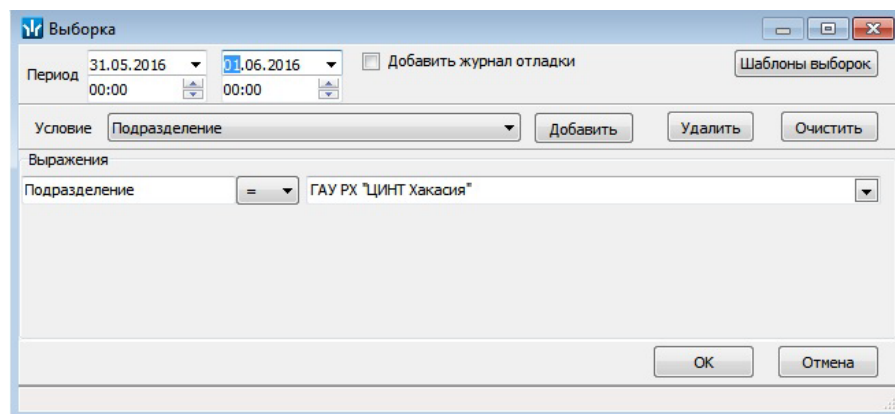 Выборка
Период 31.05.2016 01.06.2016 Добавить журнал отладки Шаблоны выборок
00:00 00:00
Условие Подразделение Добавить Удалить Очистить
Выражения
Подразделение = ГАУ РХ "ЦИНТ Хакасия"
OK Отмена